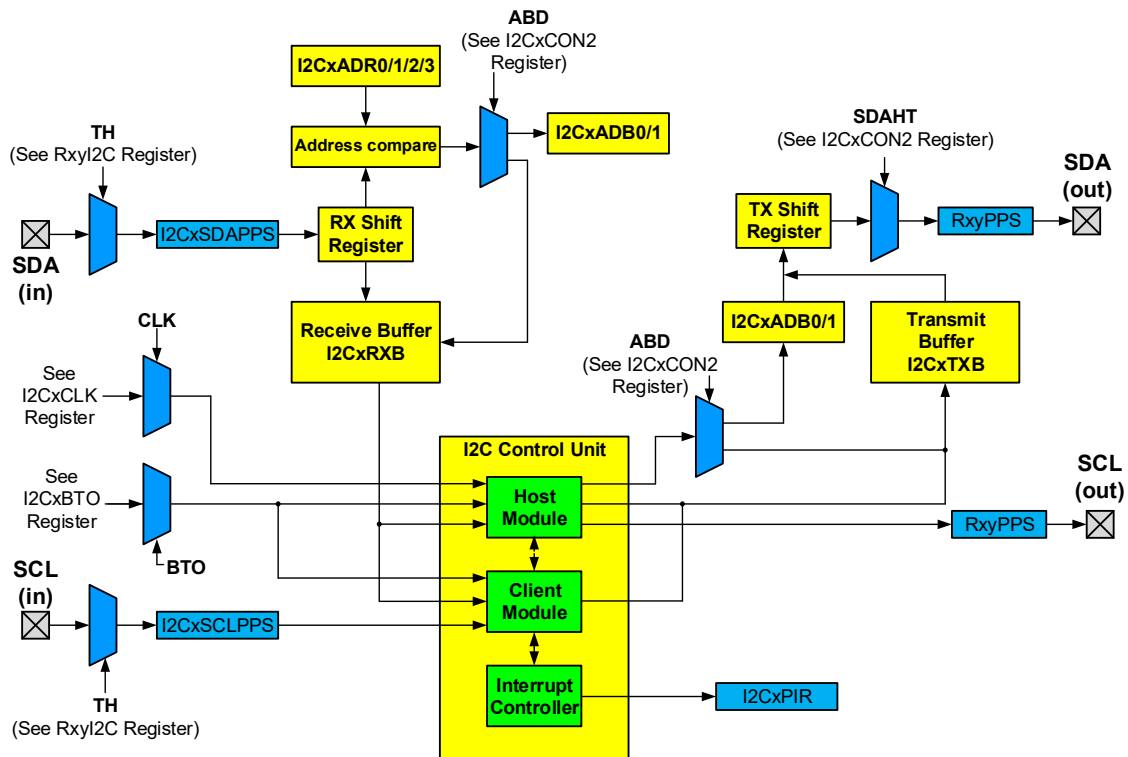 ABD
(See I2CxCON2
Register)
I2CxADR0/1/2/3
TH
(See RxyI2C Register)
Address compare
I2CxADB0/1
SDAHT
(See I2CxCON2 Register)
SDA
(out)
I2CxSDAPPS
RX Shift
Register
TX Shift
Register
RxyPPS
SDA
(in)
CLK
Receive Buffer
I2CxRXB
I2CxADB0/1
Transmit
Buffer
I2CxTXB
See
I2CxCLK
Register
ABD
(See I2CxCON2
Register)
I2C Control Unit
See
I2CxBTO
Register
Host
Module
SCL
(out)
RxyPPS
BTO
SCL
(in)
Client
Module
I2CxSCLPPS
Interrupt
Controller
I2CxPIR
TH
(See RxyI2C Register)